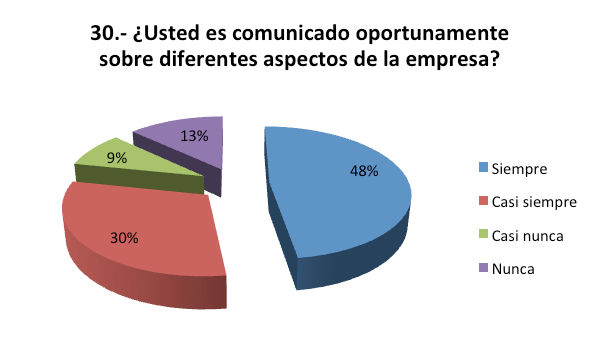 30.- ¿Usted es comunicado oportunamente
sobre diferentes aspectos de la empresa?
13%
9%
48%
30%
Siempre
Casi siempre
Casi nunca
Nunca